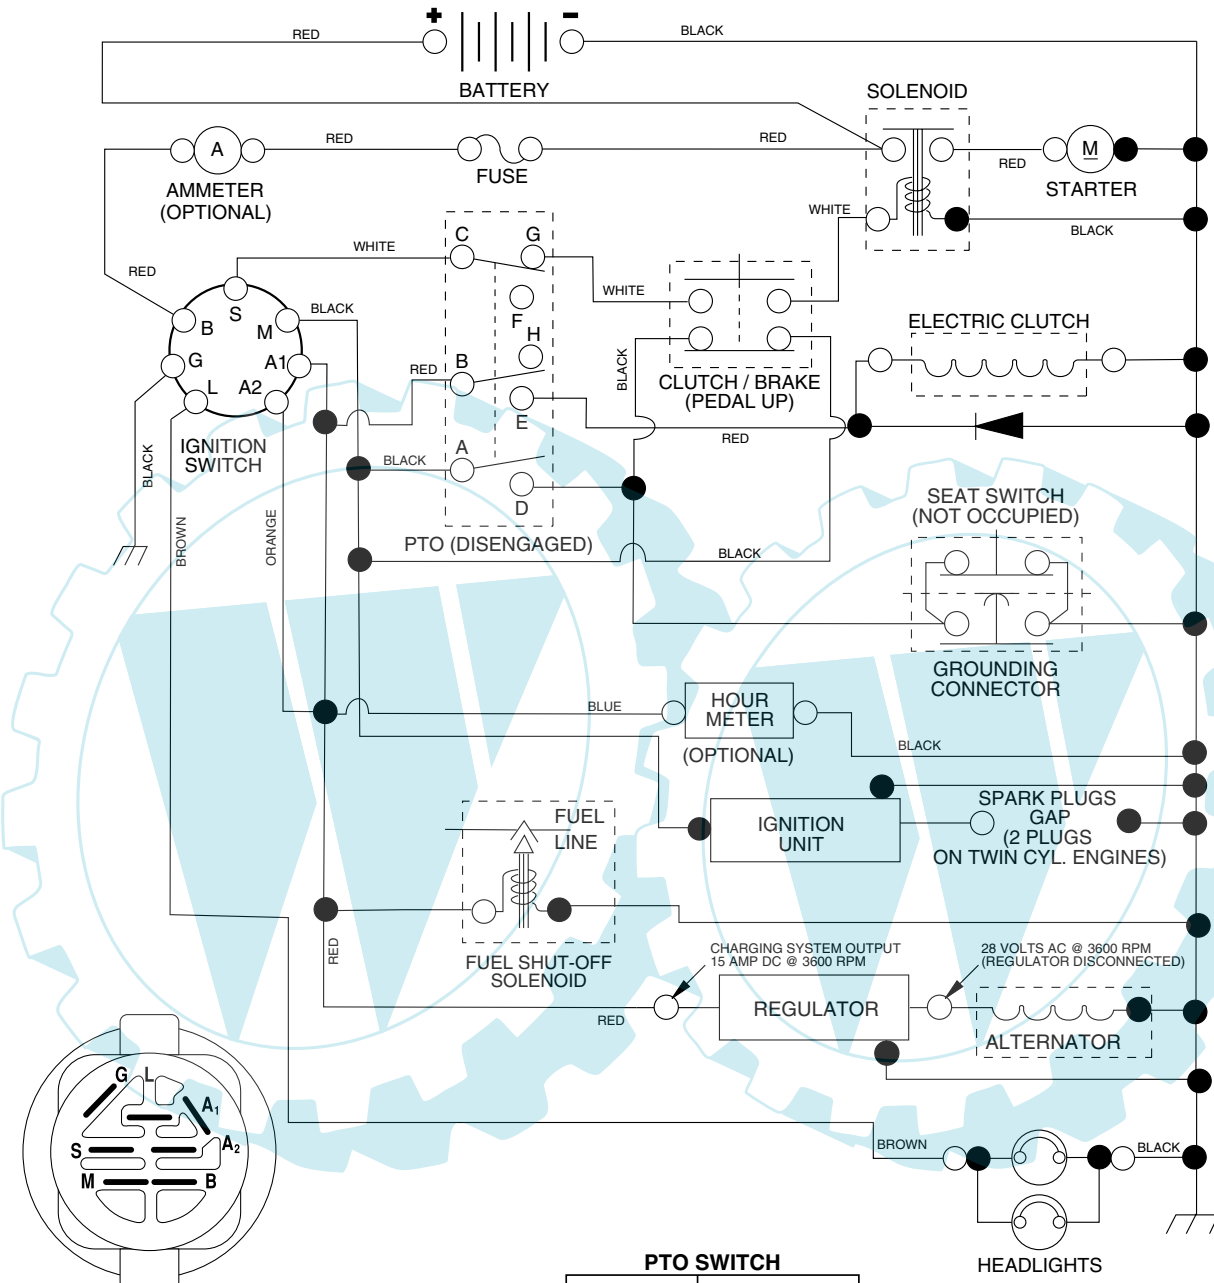 + –
RED
BLACK
BATTERY
SOLENOID
A
RED
RED
FUSE
RED
M
STARTER
AMMETER
(OPTIONAL)
WHITE
BLACK
C G
WHITE
RED
S
B
M
BLACK
WHITE
F
H
ELECTRIC CLUTCH
G
A1
L A2
RED
B
BLACK
CLUTCH / BRAKE
(PEDAL UP)
E
RED
IGNITION
SWITCH
BLACK
A
BLACK
D
SEAT SWITCH
(NOT OCCUPIED)
BROWN
ORANGE
PTO (DISENGAGED)
BLACK
GROUNDING
CONNECTOR
BLUE
HOUR
METER
(OPTIONAL)
BLACK
FUEL
LINE
IGNITION
UNIT
SPARK PLUGS
GAP
(2 PLUGS
ON TWIN CYL. ENGINES)
RED
FUEL SHUT-OFF
SOLENOID
CHARGING SYSTEM OUTPUT
15 AMP DC @ 3600 RPM
28 VOLTS AC @ 3600 RPM
(REGULATOR DISCONNECTED)
RED
REGULATOR
ALTERNATOR
G L
A1
S A2
M B
BROWN
BLACK
HEADLIGHTS
PTO SWITCH